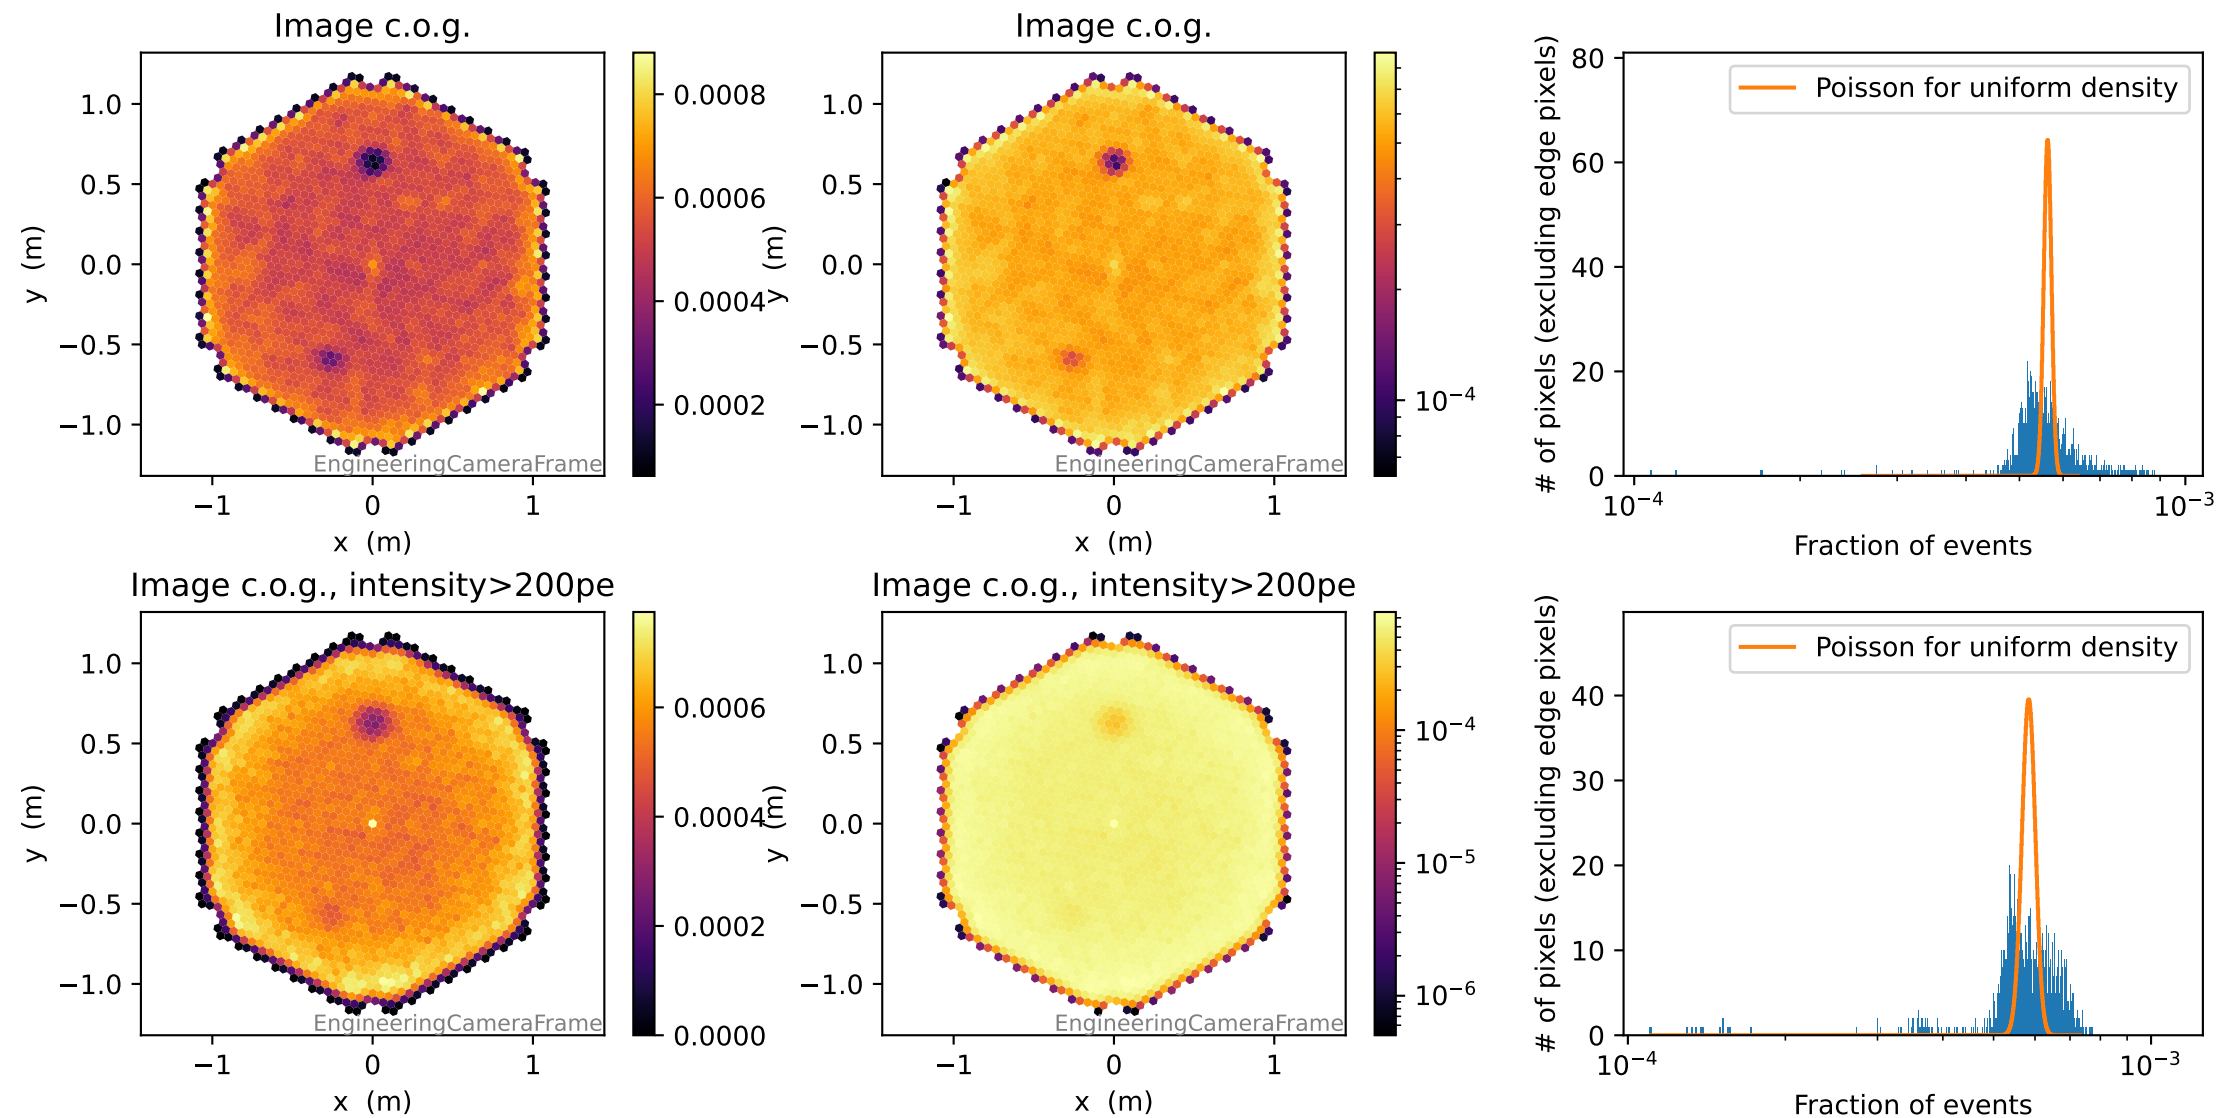 Image c.o.g.
y (m)
1.0
0.5
0.0
−0.5
−1.0
−1
0
1
x (m)
EngineeringCameraFrame
0.0008
0.0006
0.0004
0.0002
Image c.o.g.
y (m)
1.0
0.5
0.0
−0.5
−1.0
−1
0
1
x (m)
EngineeringCameraFrame
10⁻⁴
# of pixels (excluding edge pixels)
80
60
40
20
0
Poisson for uniform density
10⁻⁴
10⁻³
Fraction of events
Image c.o.g., intensity>200pe
y (m)
1.0
0.5
0.0
−0.5
−1.0
−1
0
1
x (m)
EngineeringCameraFrame
0.0006
0.0004
0.0002
0.0000
Image c.o.g., intensity>200pe
y (m)
1.0
0.5
0.0
−0.5
−1.0
−1
0
1
x (m)
EngineeringCameraFrame
10⁻⁴
10⁻⁵
10⁻⁶
# of pixels (excluding edge pixels)
40
30
20
10
0
Poisson for uniform density
10⁻⁴
10⁻³
Fraction of events